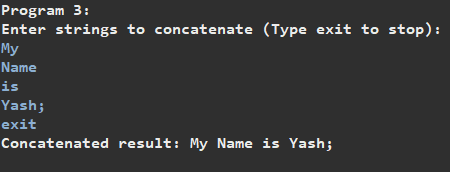 Program 3:
Enter strings to concatenate (Type exit to stop):
My
Name
is
Yash;
exit
Concatenated result: My Name is Yash;